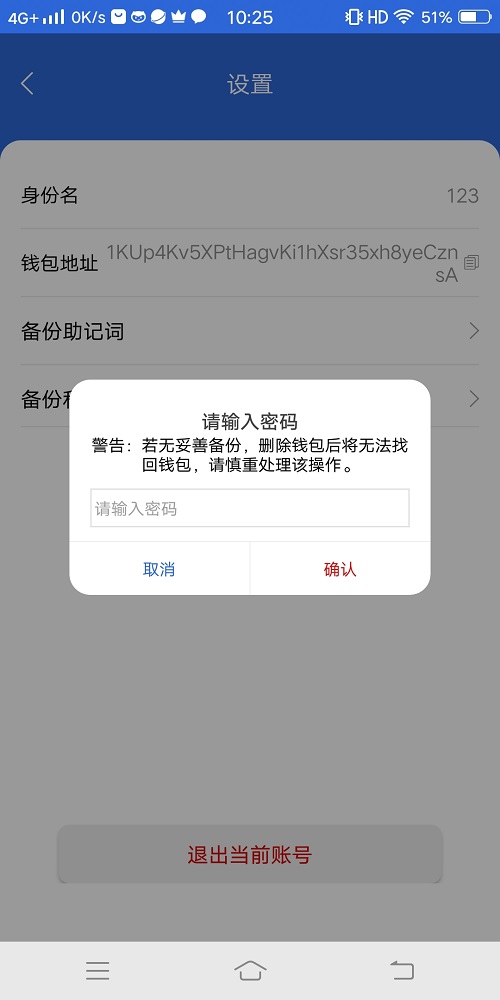 4G+ 0K/s 10:25 HD 51%
设置
身份名 123
钱包地址 1KUp4Kv5XPtHagvKi1hXsr35xh8yeCzn
sA
备份助记词
备份
请输入密码
警告：若无妥善备份，删除钱包后将无法找
回钱包，请慎重处理该操作。
请输入密码
取消 确认
退出当前账号